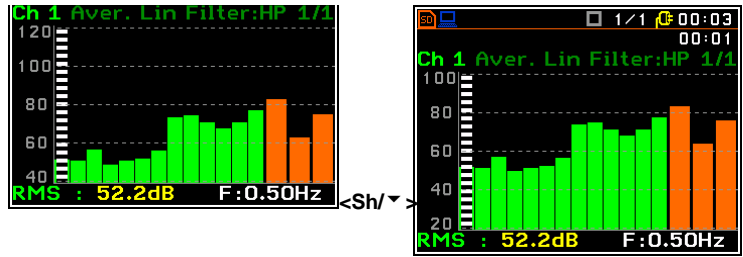 Ch 1 Aver. Lin Filter:HP 1/1
120
100
80
60
40
RMS : 52.2dB F:0.50Hz
<Sh/ >
SD 1/1 00:03
00:01
Ch 1 Aver. Lin Filter:HP 1/1
100
80
60
40
20
RMS : 52.2dB F:0.50Hz